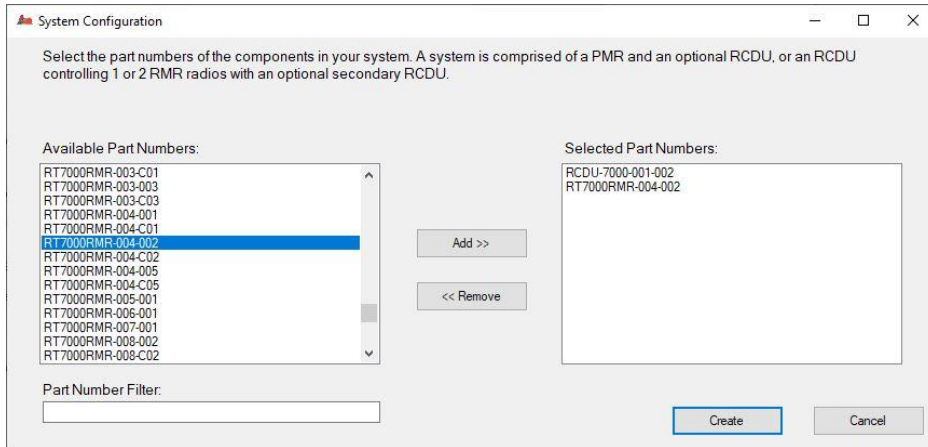 System Configuration
Select the part numbers of the components in your system. A system is comprised of a PMR and an optional RCDU, or an RCDU
controlling 1 or 2 RMR radios with an optional secondary RCDU.
Available Part Numbers:
RT7000RMR-003-C01
RT7000RMR-003-003
RT7000RMR-003-C03
RT7000RMR-004-001
RT7000RMR-004-C01
RT7000RMR-004-002
RT7000RMR-004-C02
RT7000RMR-004-005
RT7000RMR-004-C05
RT7000RMR-005-001
RT7000RMR-006-001
RT7000RMR-007-001
RT7000RMR-008-002
RT7000RMR-008-C02
Add >>
<< Remove
Selected Part Numbers:
RCDU-7000-001-002
RT7000RMR-004-002
Part Number Filter:
Create
Cancel